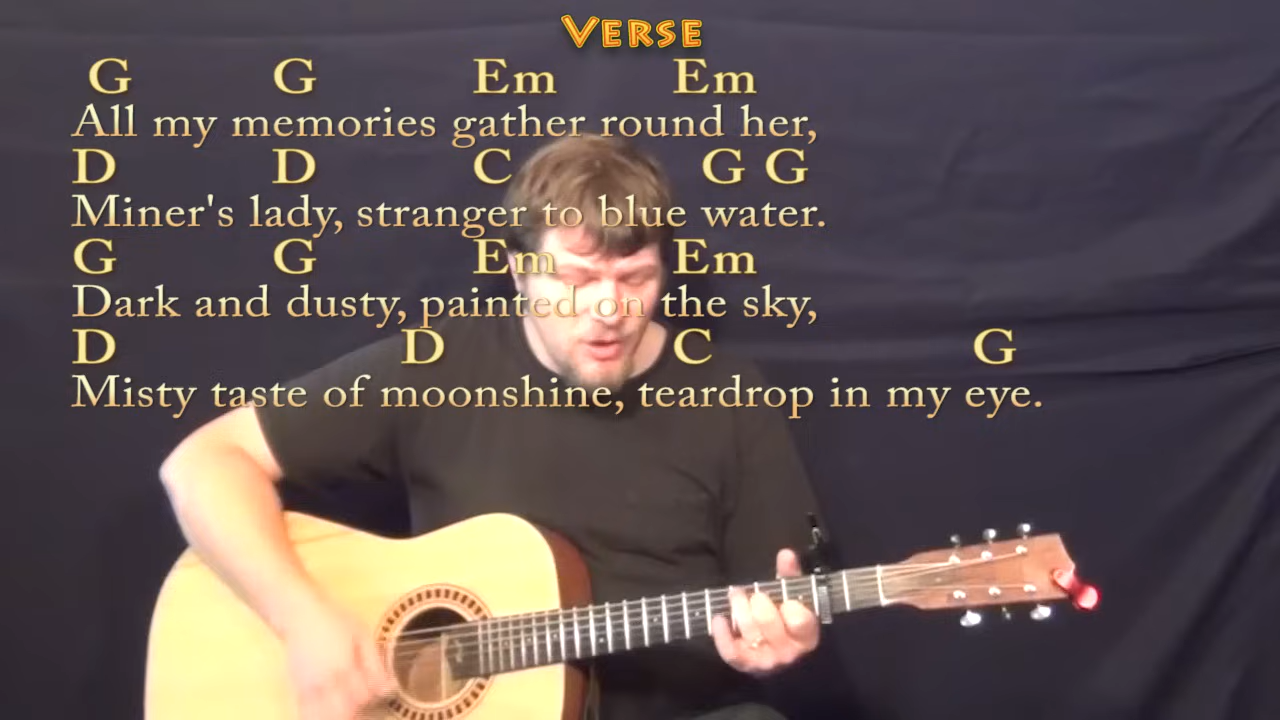 VERSE
G G Em Em
All my memories gather round her,
D D C G G
Miner's lady, stranger to blue water.
G G Em Em
Dark and dusty, painted on the sky,
D D C G
Misty taste of moonshine, teardrop in my eye.